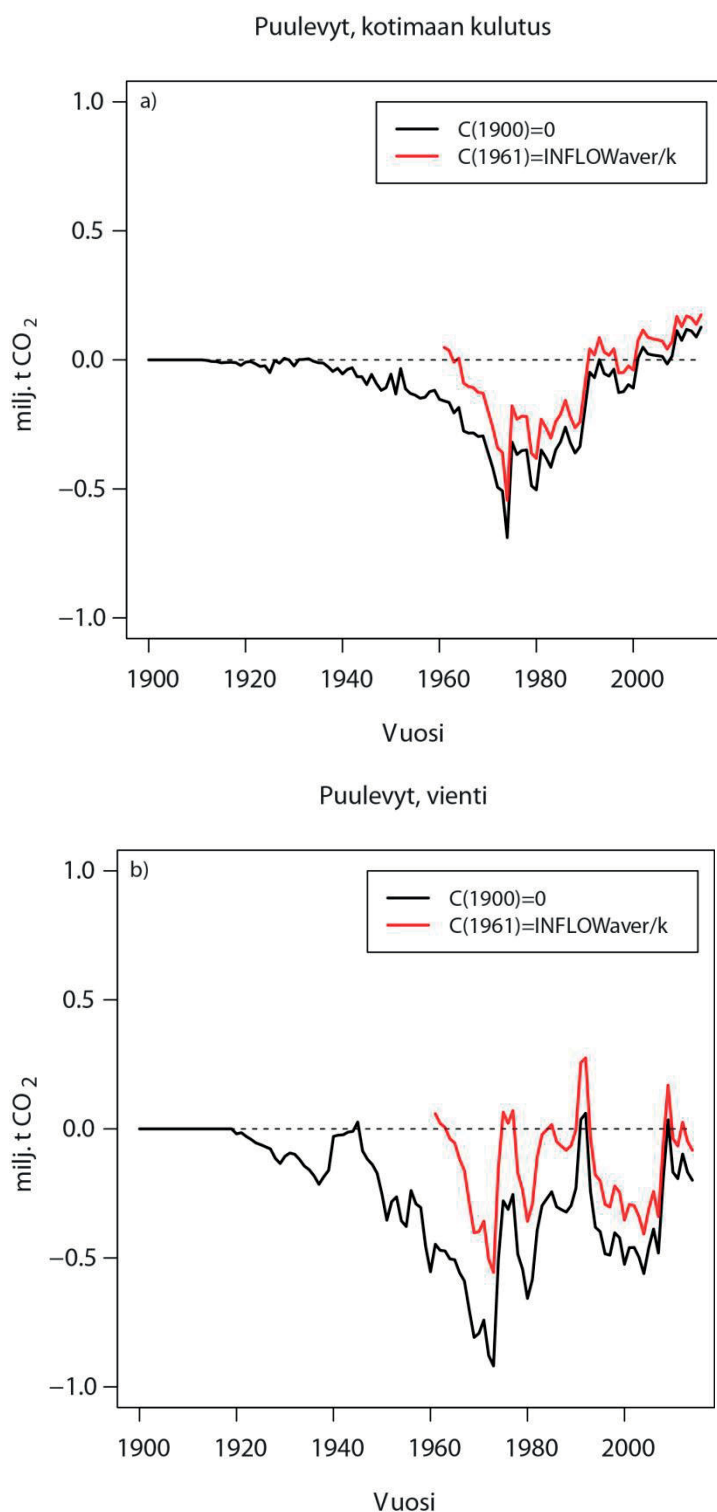 Puulevyt, kotimaan kulutus
a)
C(1900)=0
C(1961)=INFLOWaver/k
1.0
0.5
0.0
−0.5
−1.0
milj. t CO2
1900 1920 1940 1960 1980 2000
Vuosi
Puulevyt, vienti
b)
C(1900)=0
C(1961)=INFLOWaver/k
1.0
0.5
0.0
−0.5
−1.0
milj. t CO2
1900 1920 1940 1960 1980 2000
Vuosi